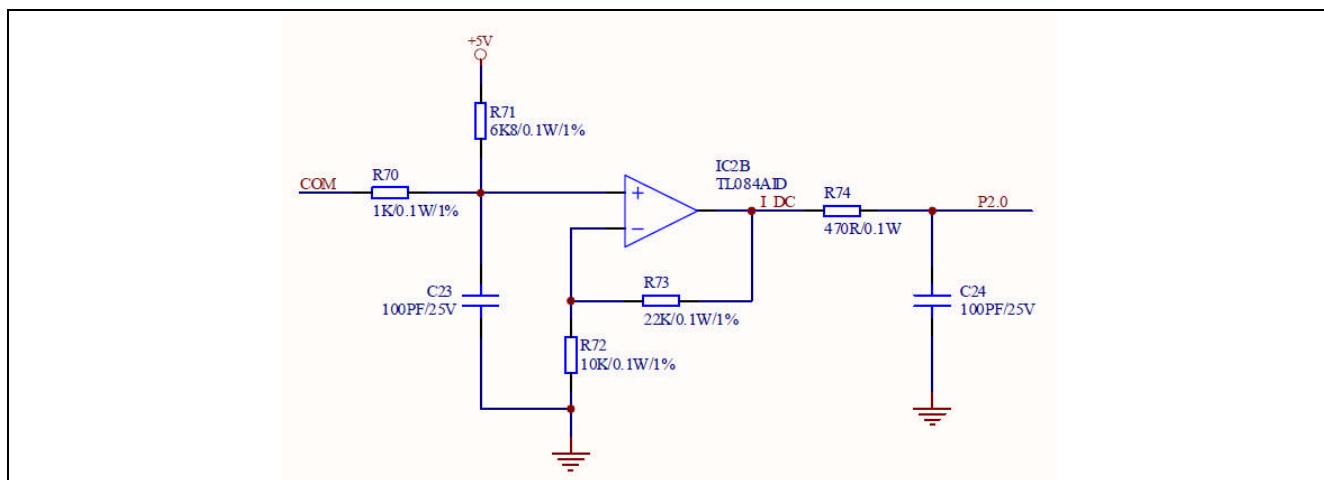 +5V
R71
6K8/0.1W/1%
COM
R70
1K/0.1W/1%
IC2B
TL084AID
+
−
I_DC
R74
470R/0.1W
P2.0
R73
22K/0.1W/1%
C23
100PF/25V
C24
100PF/25V
R72
10K/0.1W/1%